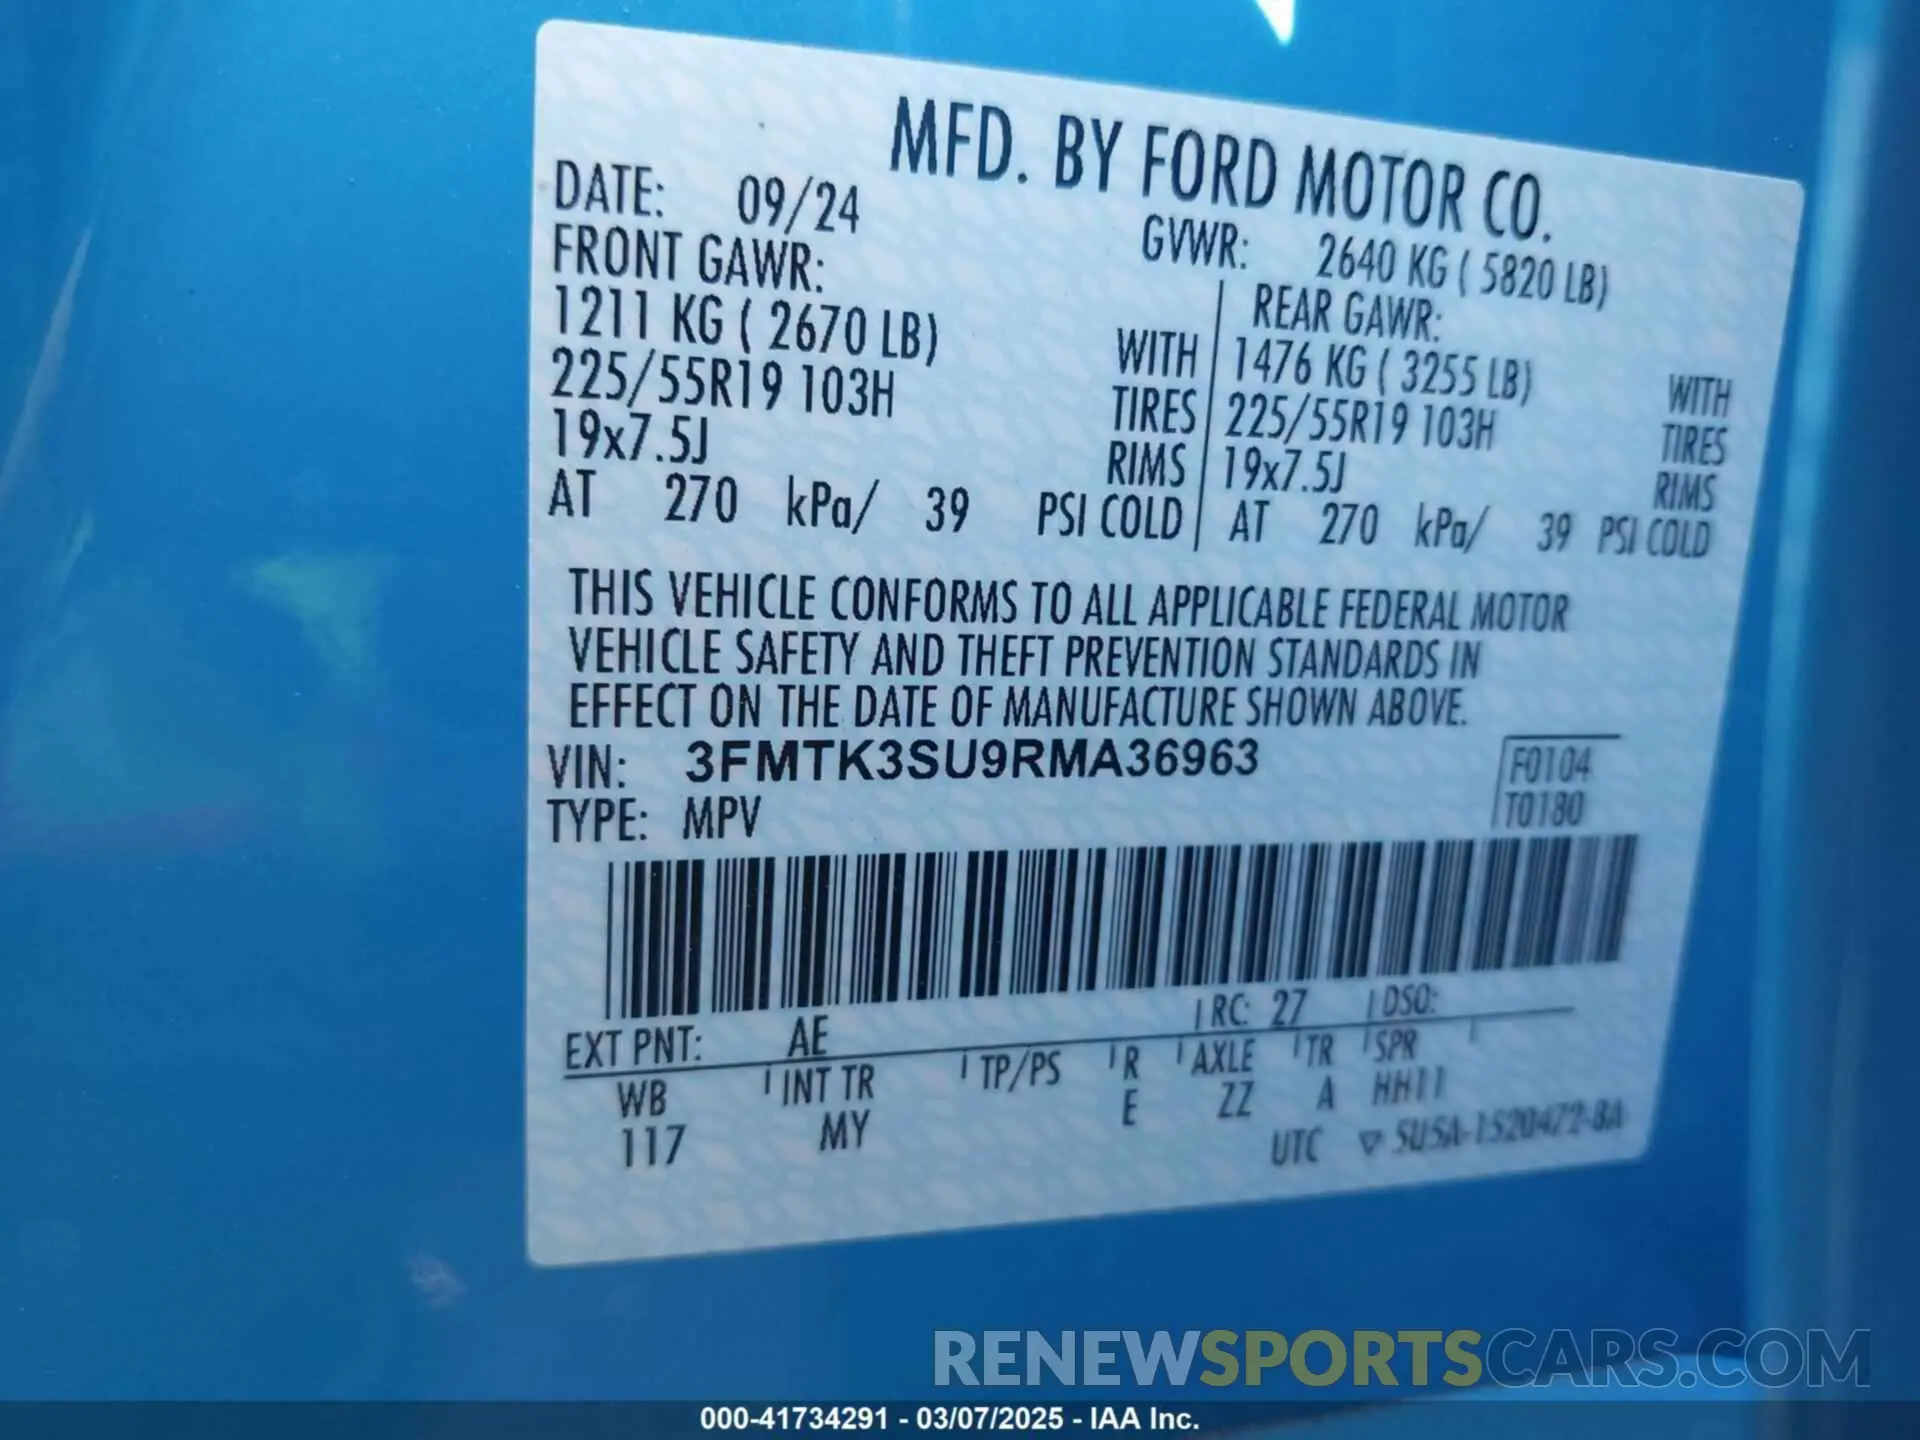 MFD. BY FORD MOTOR CO.
DATE: 09/24
GVWR: 2640 KG ( 5820 LB)
FRONT GAWR:
REAR GAWR:
1211 KG ( 2670 LB) WITH
1476 KG ( 3255 LB) WITH
225/55R19 103H TIRES
225/55R19 103H TIRES
19x7.5J RIMS
19x7.5J RIMS
AT 270 kPa/ 39 PSI COLD
AT 270 kPa/ 39 PSI COLD
THIS VEHICLE CONFORMS TO ALL APPLICABLE FEDERAL MOTOR
VEHICLE SAFETY AND THEFT PREVENTION STANDARDS IN
EFFECT ON THE DATE OF MANUFACTURE SHOWN ABOVE.
VIN: 3FMTK3SU9RMA36963
F0104
TYPE: MPV
T0180
EXT PNT: AE RC: 27 DSO:
WB INT TR TP/PS R AXLE TR SPR
117 MY E ZZ A HH11
UTC
RENEWSPORTSCARS.COM
000-41734291 - 03/07/2025 - IAA Inc.